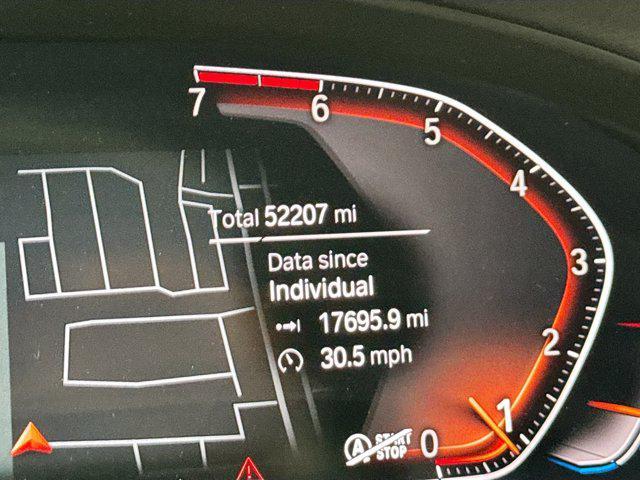 7
6
5
4
3
2
1
0
Total 52207 mi
Data since
Individual
17695.9 mi
30.5 mph
A START
STOP